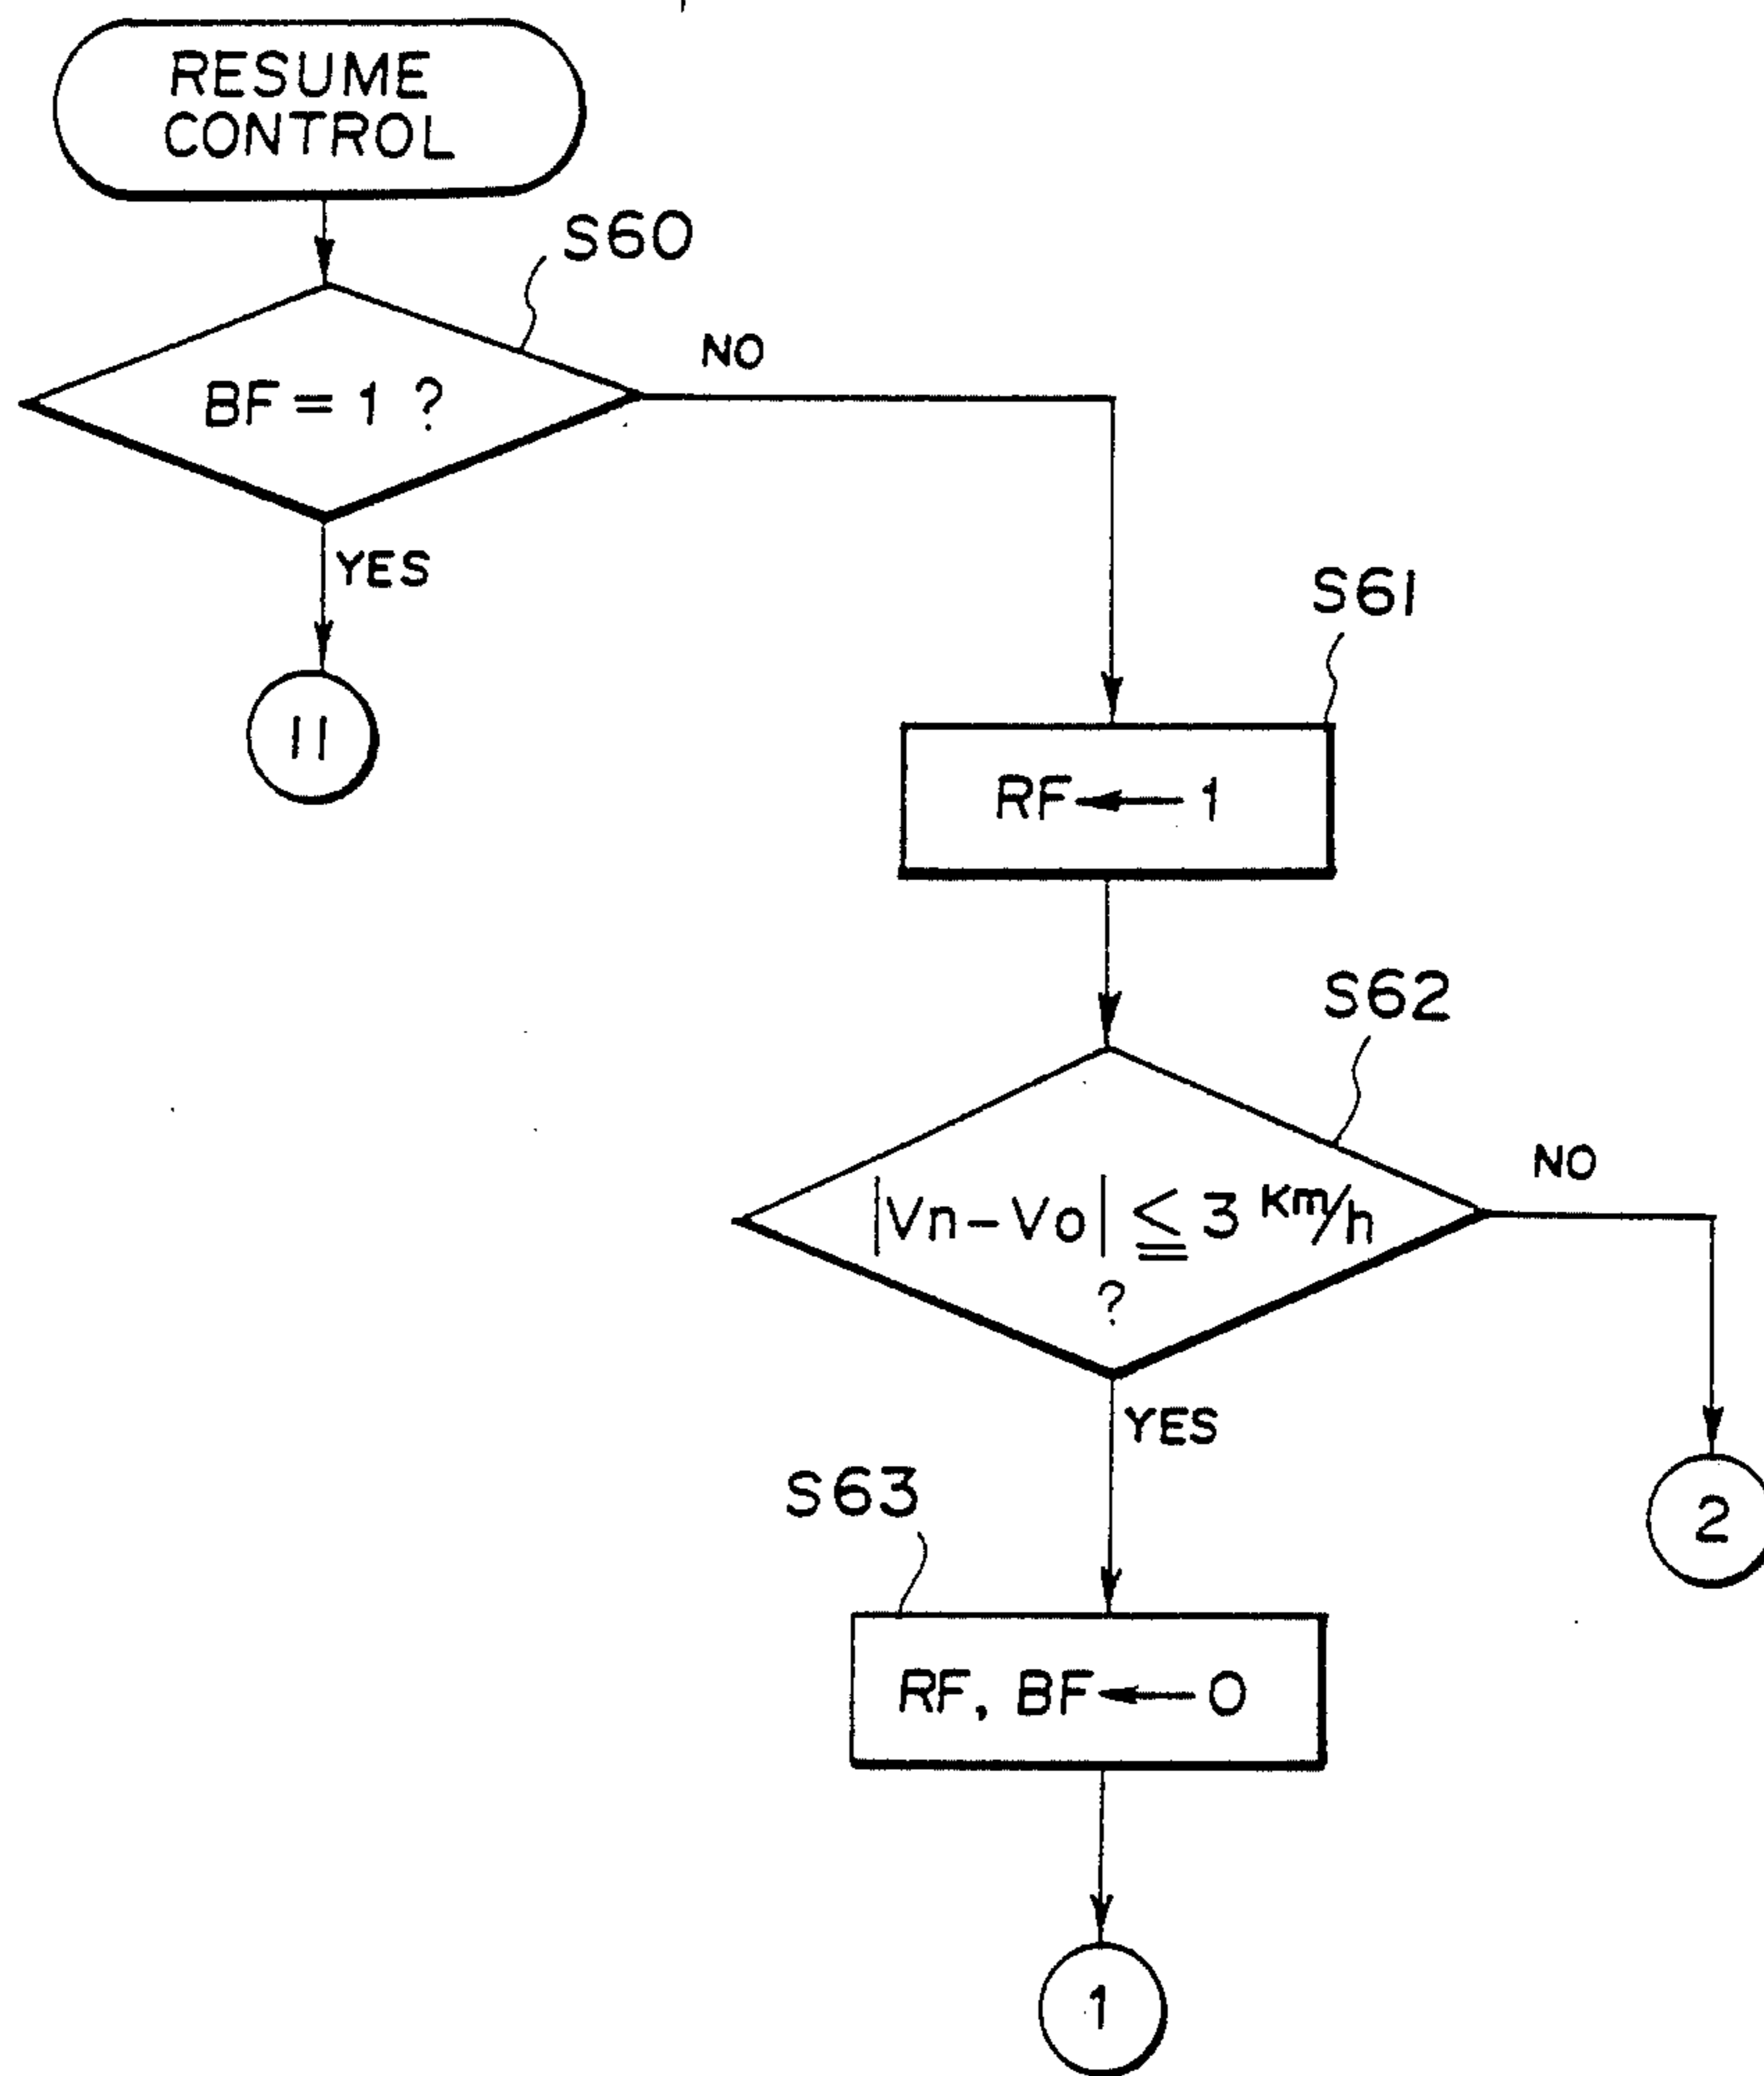 RESUME
CONTROL
S60
BF = 1 ?
NO
YES
11
S61
RF ← 1
S62
|Vn - Vo| ≦ 3 Km/h
?
NO
YES
2
S63
RF, BF ← 0
1